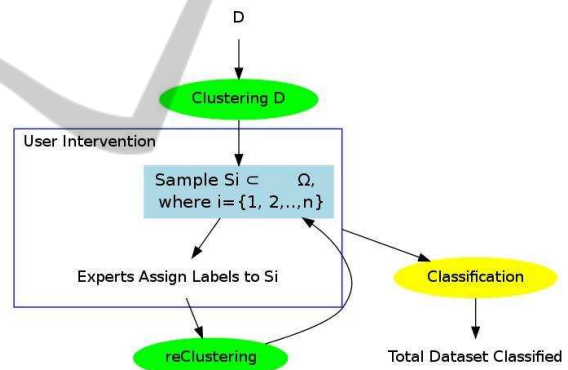 D
Clustering D
User Intervention
Sample Si ⊂ Ω,
where i={1, 2,..,n}
Experts Assign Labels to Si
Classification
reClustering
Total Dataset Classified